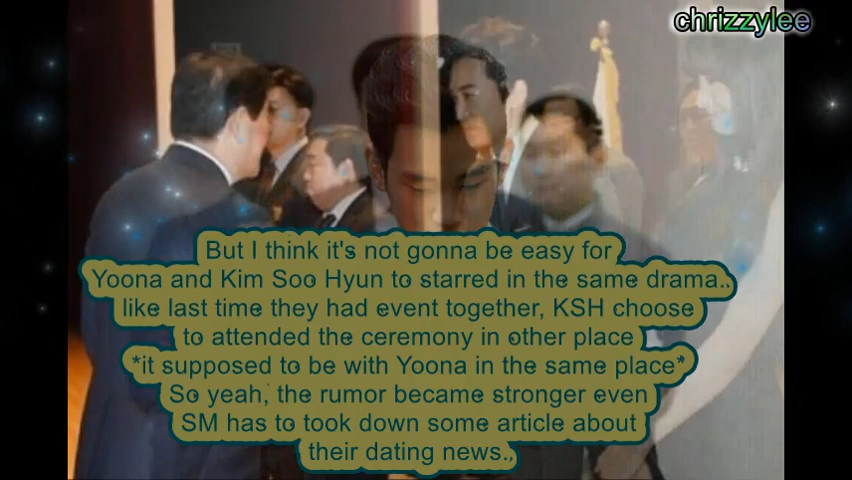 chrizzylee
But I think it's not gonna be easy for
Yoona and Kim Soo Hyun to starred in the same drama..
like last time they had event together, KSH choose
to attended the ceremony in other place
*it supposed to be with Yoona in the same place*
So yeah, the rumor became stronger even
SM has to took down some article about
their dating news..